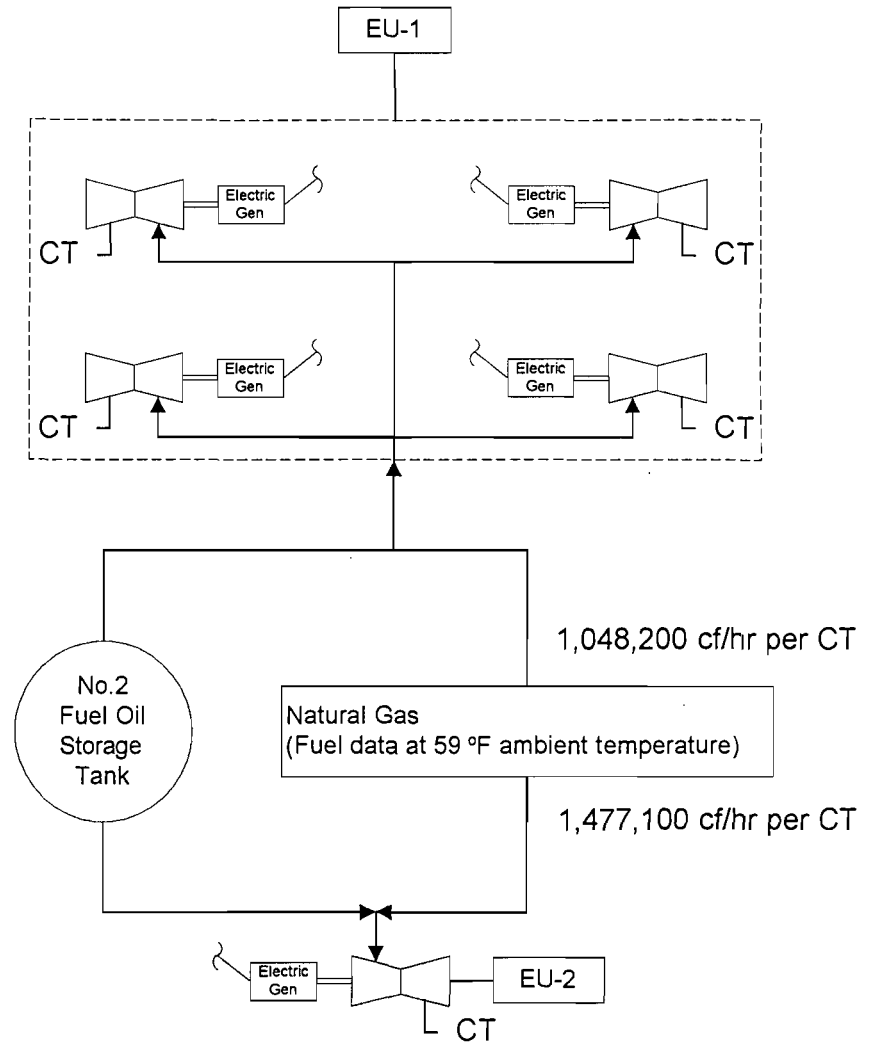 EU-1
Electric
Gen
CT
Electric
Gen
CT
Electric
Gen
CT
Electric
Gen
CT
1,048,200 cf/hr per CT
No.2
Fuel Oil
Storage
Tank
Natural Gas
(Fuel data at 59 ºF ambient temperature)
1,477,100 cf/hr per CT
Electric
Gen
EU-2
CT